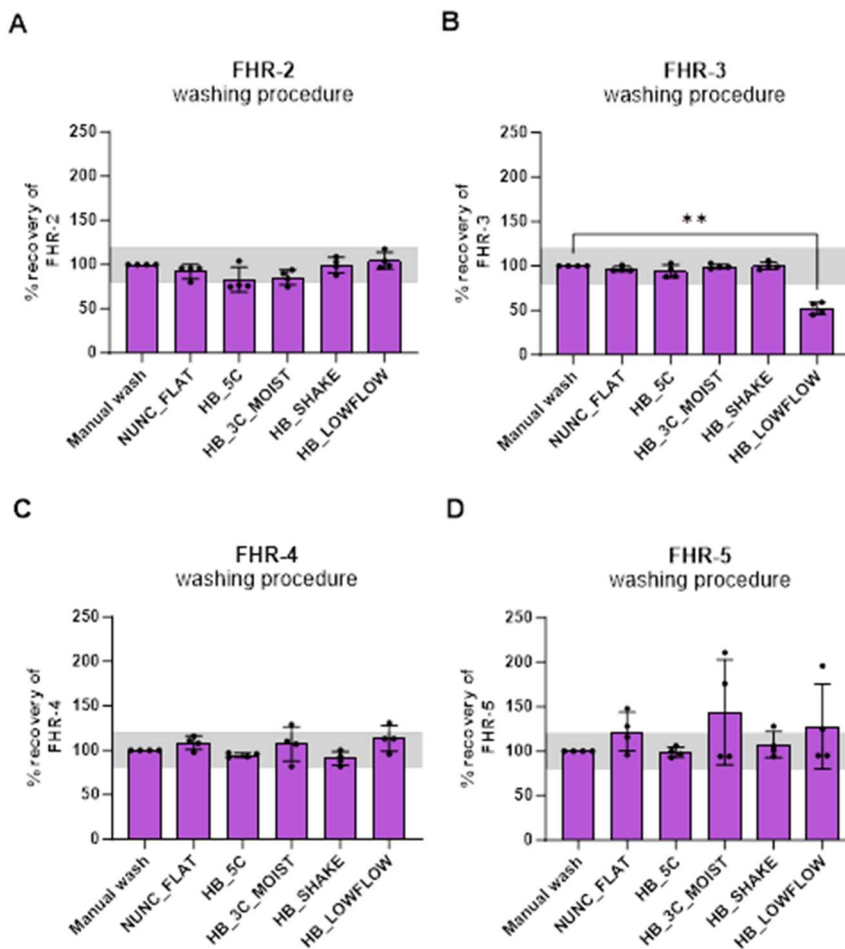 A
FHR-2
washing procedure
% recovery of
FHR-2
250
200
150
100
50
0
Manual wash
NUNC_FLAT
HB_5C
HB_3C_MOIST
HB_SHAKE
HB_LOWFLOW
B
FHR-3
washing procedure
% recovery of
FHR-3
250
200
150
100
50
0
**
Manual wash
NUNC_FLAT
HB_5C
HB_3C_MOIST
HB_SHAKE
HB_LOWFLOW
C
FHR-4
washing procedure
% recovery of
FHR-4
250
200
150
100
50
0
Manual wash
NUNC_FLAT
HB_5C
HB_3C_MOIST
HB_SHAKE
HB_LOWFLOW
D
FHR-5
washing procedure
% recovery of
FHR-5
250
200
150
100
50
0
Manual wash
NUNC_FLAT
HB_5C
HB_3C_MOIST
HB_SHAKE
HB_LOWFLOW